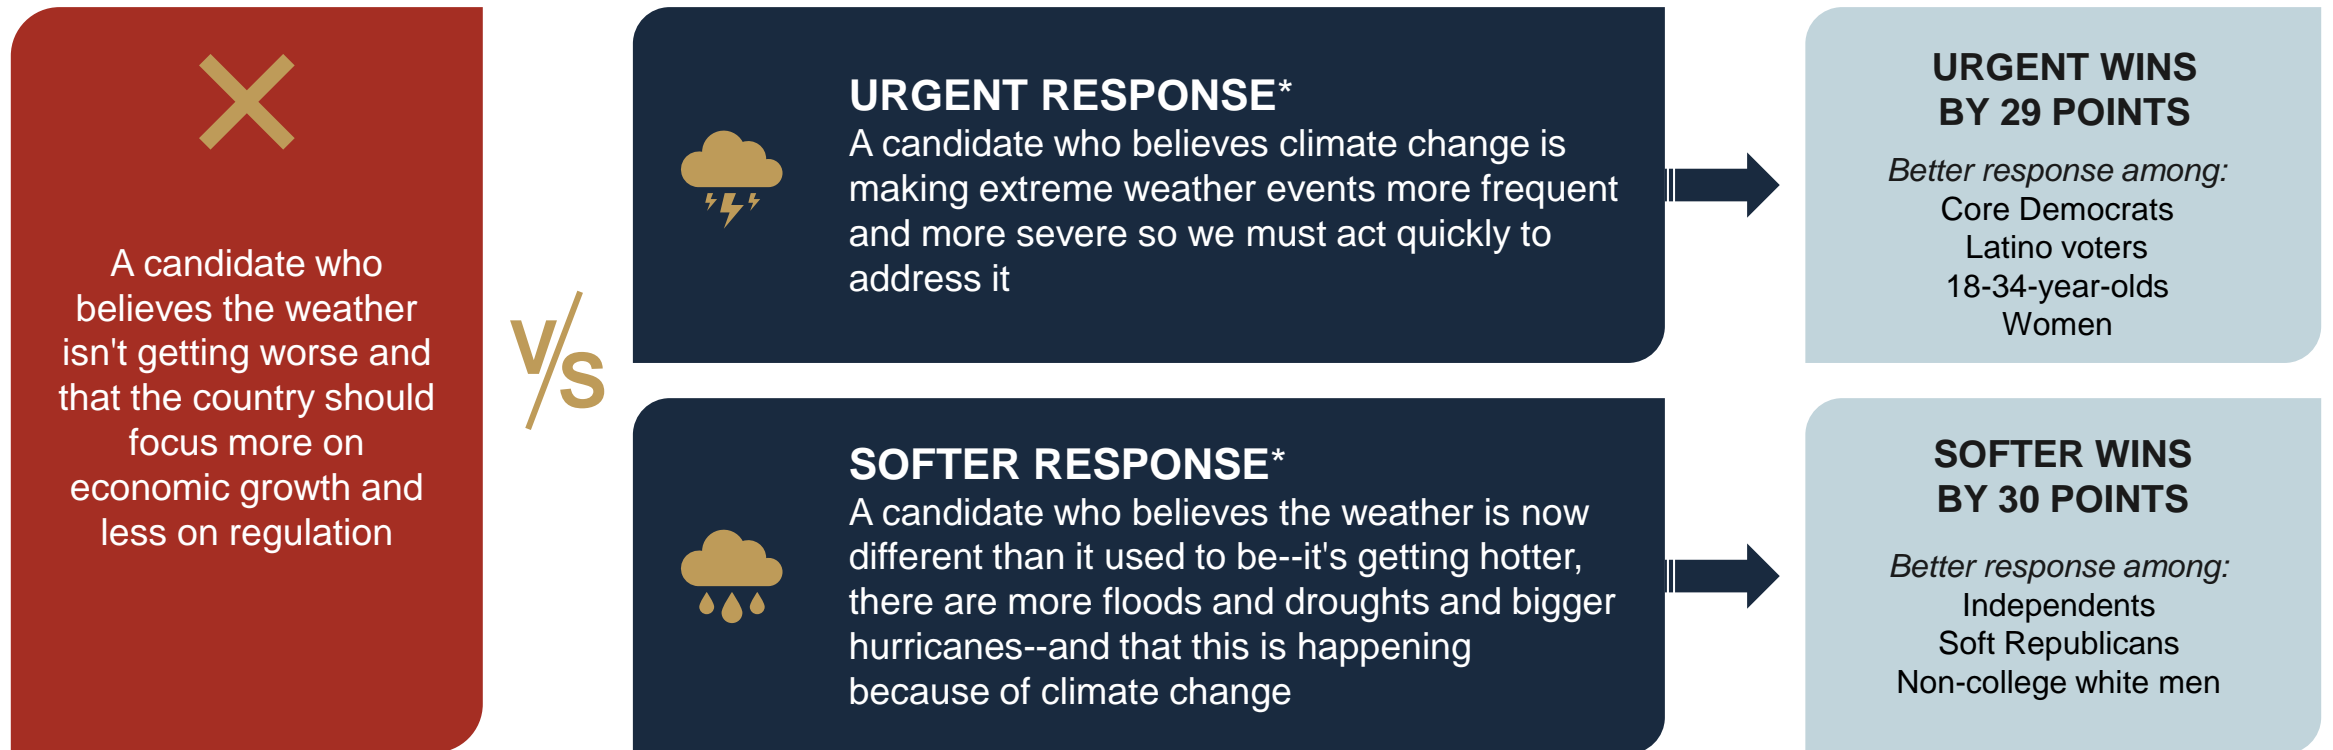 A candidate who
believes the weather
isn't getting worse and
that the country should
focus more on
economic growth and
less on regulation
V/S
URGENT RESPONSE*
A candidate who believes climate change is
making extreme weather events more frequent
and more severe so we must act quickly to
address it
URGENT WINS
BY 29 POINTS
Better response among:
Core Democrats
Latino voters
18-34-year-olds
Women
SOFTER RESPONSE*
A candidate who believes the weather is now
different than it used to be--it's getting hotter,
there are more floods and droughts and bigger
hurricanes--and that this is happening
because of climate change
SOFTER WINS
BY 30 POINTS
Better response among:
Independents
Soft Republicans
Non-college white men